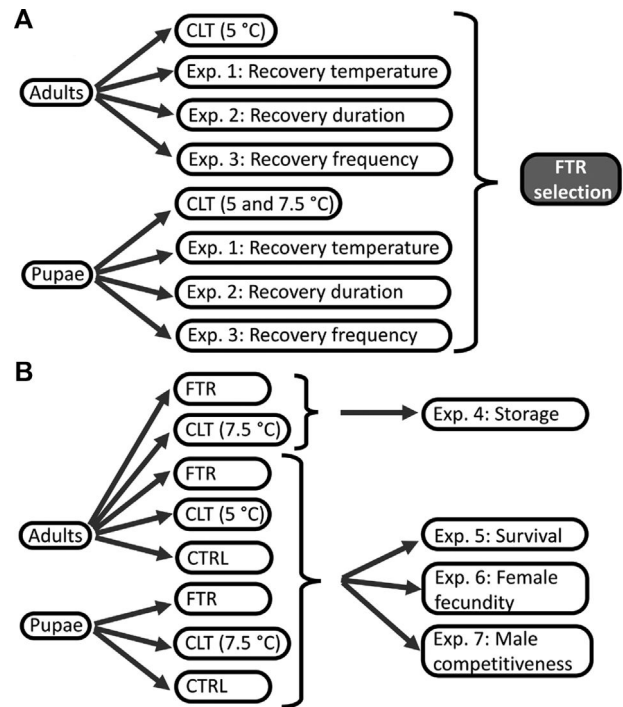 A
Adults
CLT (5 °C)
Exp. 1: Recovery temperature
Exp. 2: Recovery duration
Exp. 3: Recovery frequency
Pupae
CLT (5 and 7.5 °C)
Exp. 1: Recovery temperature
Exp. 2: Recovery duration
Exp. 3: Recovery frequency
FTR
selection
B
Adults
FTR
CLT (7.5 °C)
FTR
CLT (5 °C)
CTRL
Pupae
FTR
CLT (7.5 °C)
CTRL
Exp. 4: Storage
Exp. 5: Survival
Exp. 6: Female
fecundity
Exp. 7: Male
competitiveness